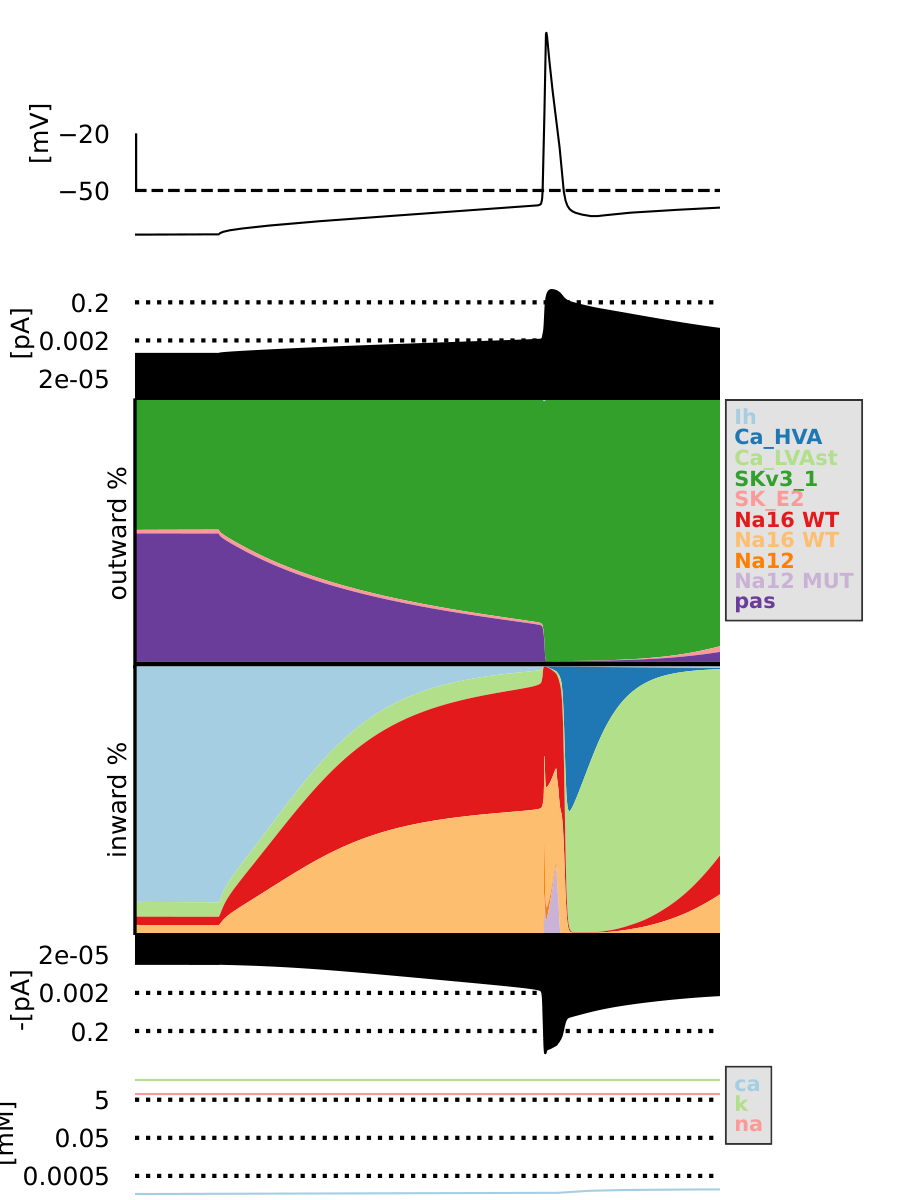 [mV]
−20
−50
[pA]
0.2
0.002
2e-05
outward %
Ih
Ca_HVA
Ca_LVAst
SKv3_1
SK_E2
Na16 WT
Na16 WT
Na12
Na12 MUT
pas
inward %
-[pA]
2e-05
0.002
0.2
[mM]
5
0.05
0.0005
ca
k
na